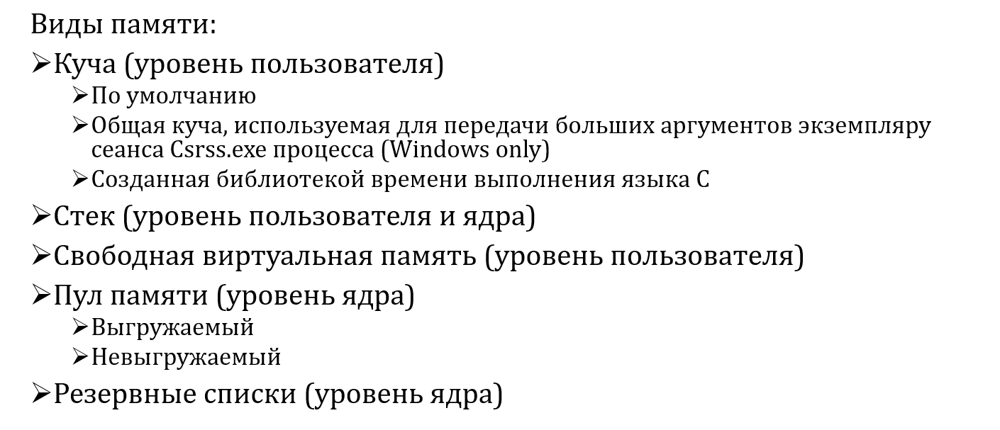 Виды памяти:
➢Куча (уровень пользователя)
➢По умолчанию
➢Общая куча, используемая для передачи больших аргументов экземпляру
сеанса Csrss.exe процесса (Windows only)
➢Созданная библиотекой времени выполнения языка С
➢Стек (уровень пользователя и ядра)
➢Свободная виртуальная память (уровень пользователя)
➢Пул памяти (уровень ядра)
➢Выгружаемый
➢Невыгружаемый
➢Резервные списки (уровень ядра)